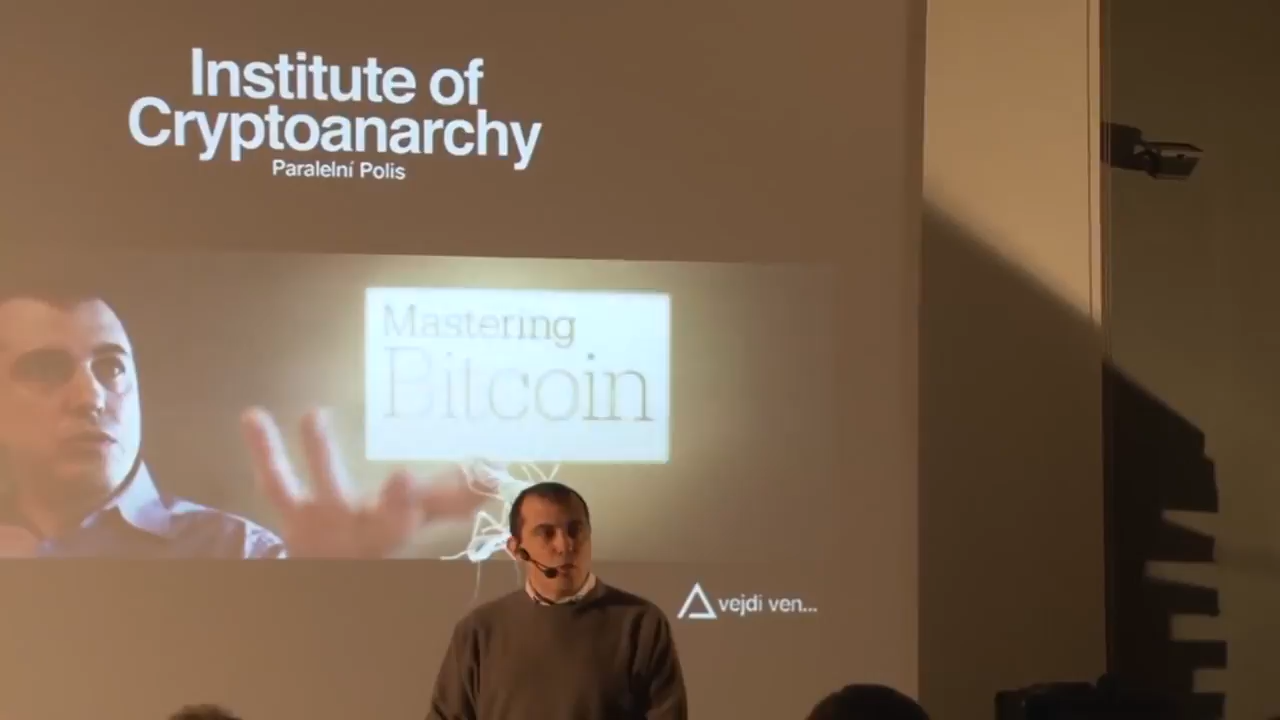 Institute of
Cryptoanarchy
Paralelní Polis
Mastering
Bitcoin
vejdi ven...